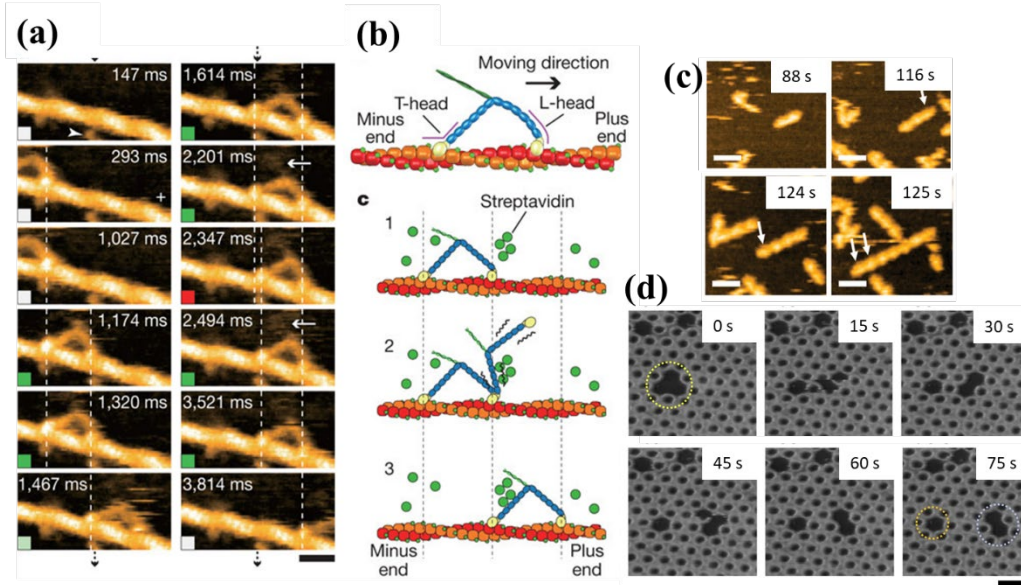 (a)
147 ms
293 ms
1,027 ms
1,174 ms
1,320 ms
1,467 ms
1,614 ms
2,201 ms
2,347 ms
2,494 ms
3,521 ms
3,814 ms
(b)
Moving direction
T-head
L-head
Minus
end
Plus
end
c
Streptavidin
1
2
3
Minus
end
Plus
end
(c)
88 s
116 s
124 s
125 s
(d)
0 s
15 s
30 s
45 s
60 s
75 s